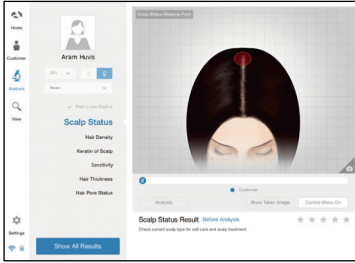 Home
Customer
Analysis
View
Settings
Aram Huvis
Asian
Hair Loss Status
Scalp Status
Hair Density
Keratin of Scalp
Sensitivity
Hair Thickness
Hair Pore Status
Show All Results
Scalp Status Measure Point
Customer
Analysis
Show Taken Image
Control Menu On
Scalp Status Result Before Analysis
Check current scalp type for self-care and scalp treatment.